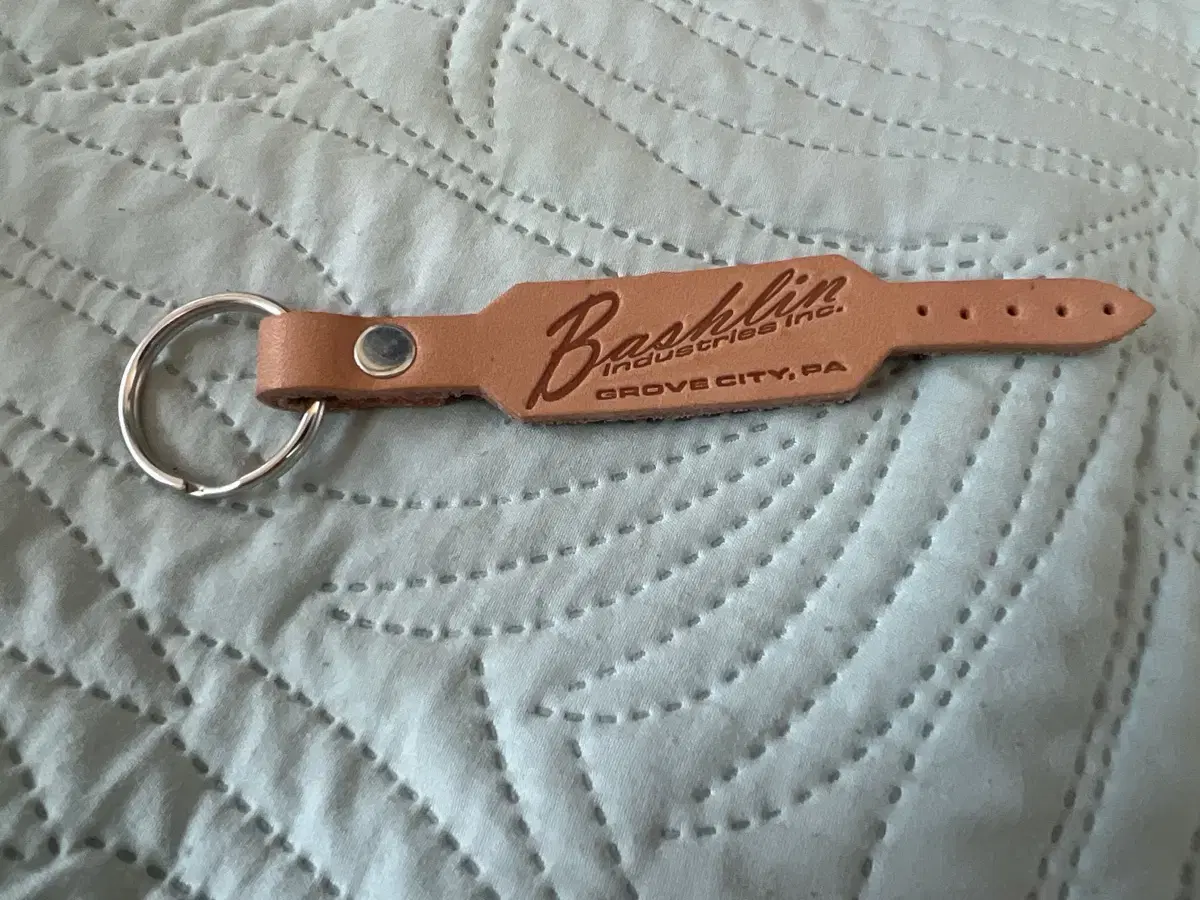 Bashlin
Industries Inc.
GROVE CITY, PA